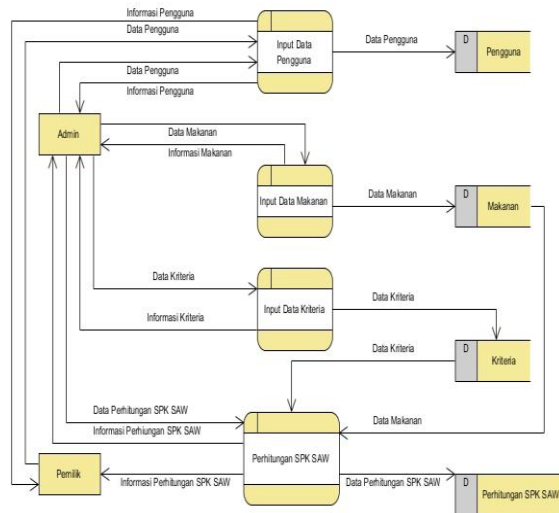 Informasi Pengguna
Data Pengguna
Input Data
Pengguna
Data Pengguna
D
Pengguna
Data Pengguna
Informasi Pengguna
Admin
Data Makanan
Informasi Makanan
Input Data Makanan
Data Makanan
D
Makanan
Data Kriteria
Informasi Kriteria
Input Data Kriteria
Data Kriteria
Data Kriteria
D
Kriteria
Data Perhitungan SPK SAW
Informasi Perhiungan SPK SAW
Data Makanan
Perhitungan SPK SAW
Pemilik
Informasi Perhitungan SPK SAW
Data Perhitungan SPK SAW
D
Perhitungan SPK SAW